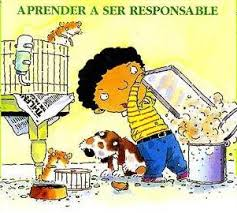 APRENDER A SER RESPONSABLE